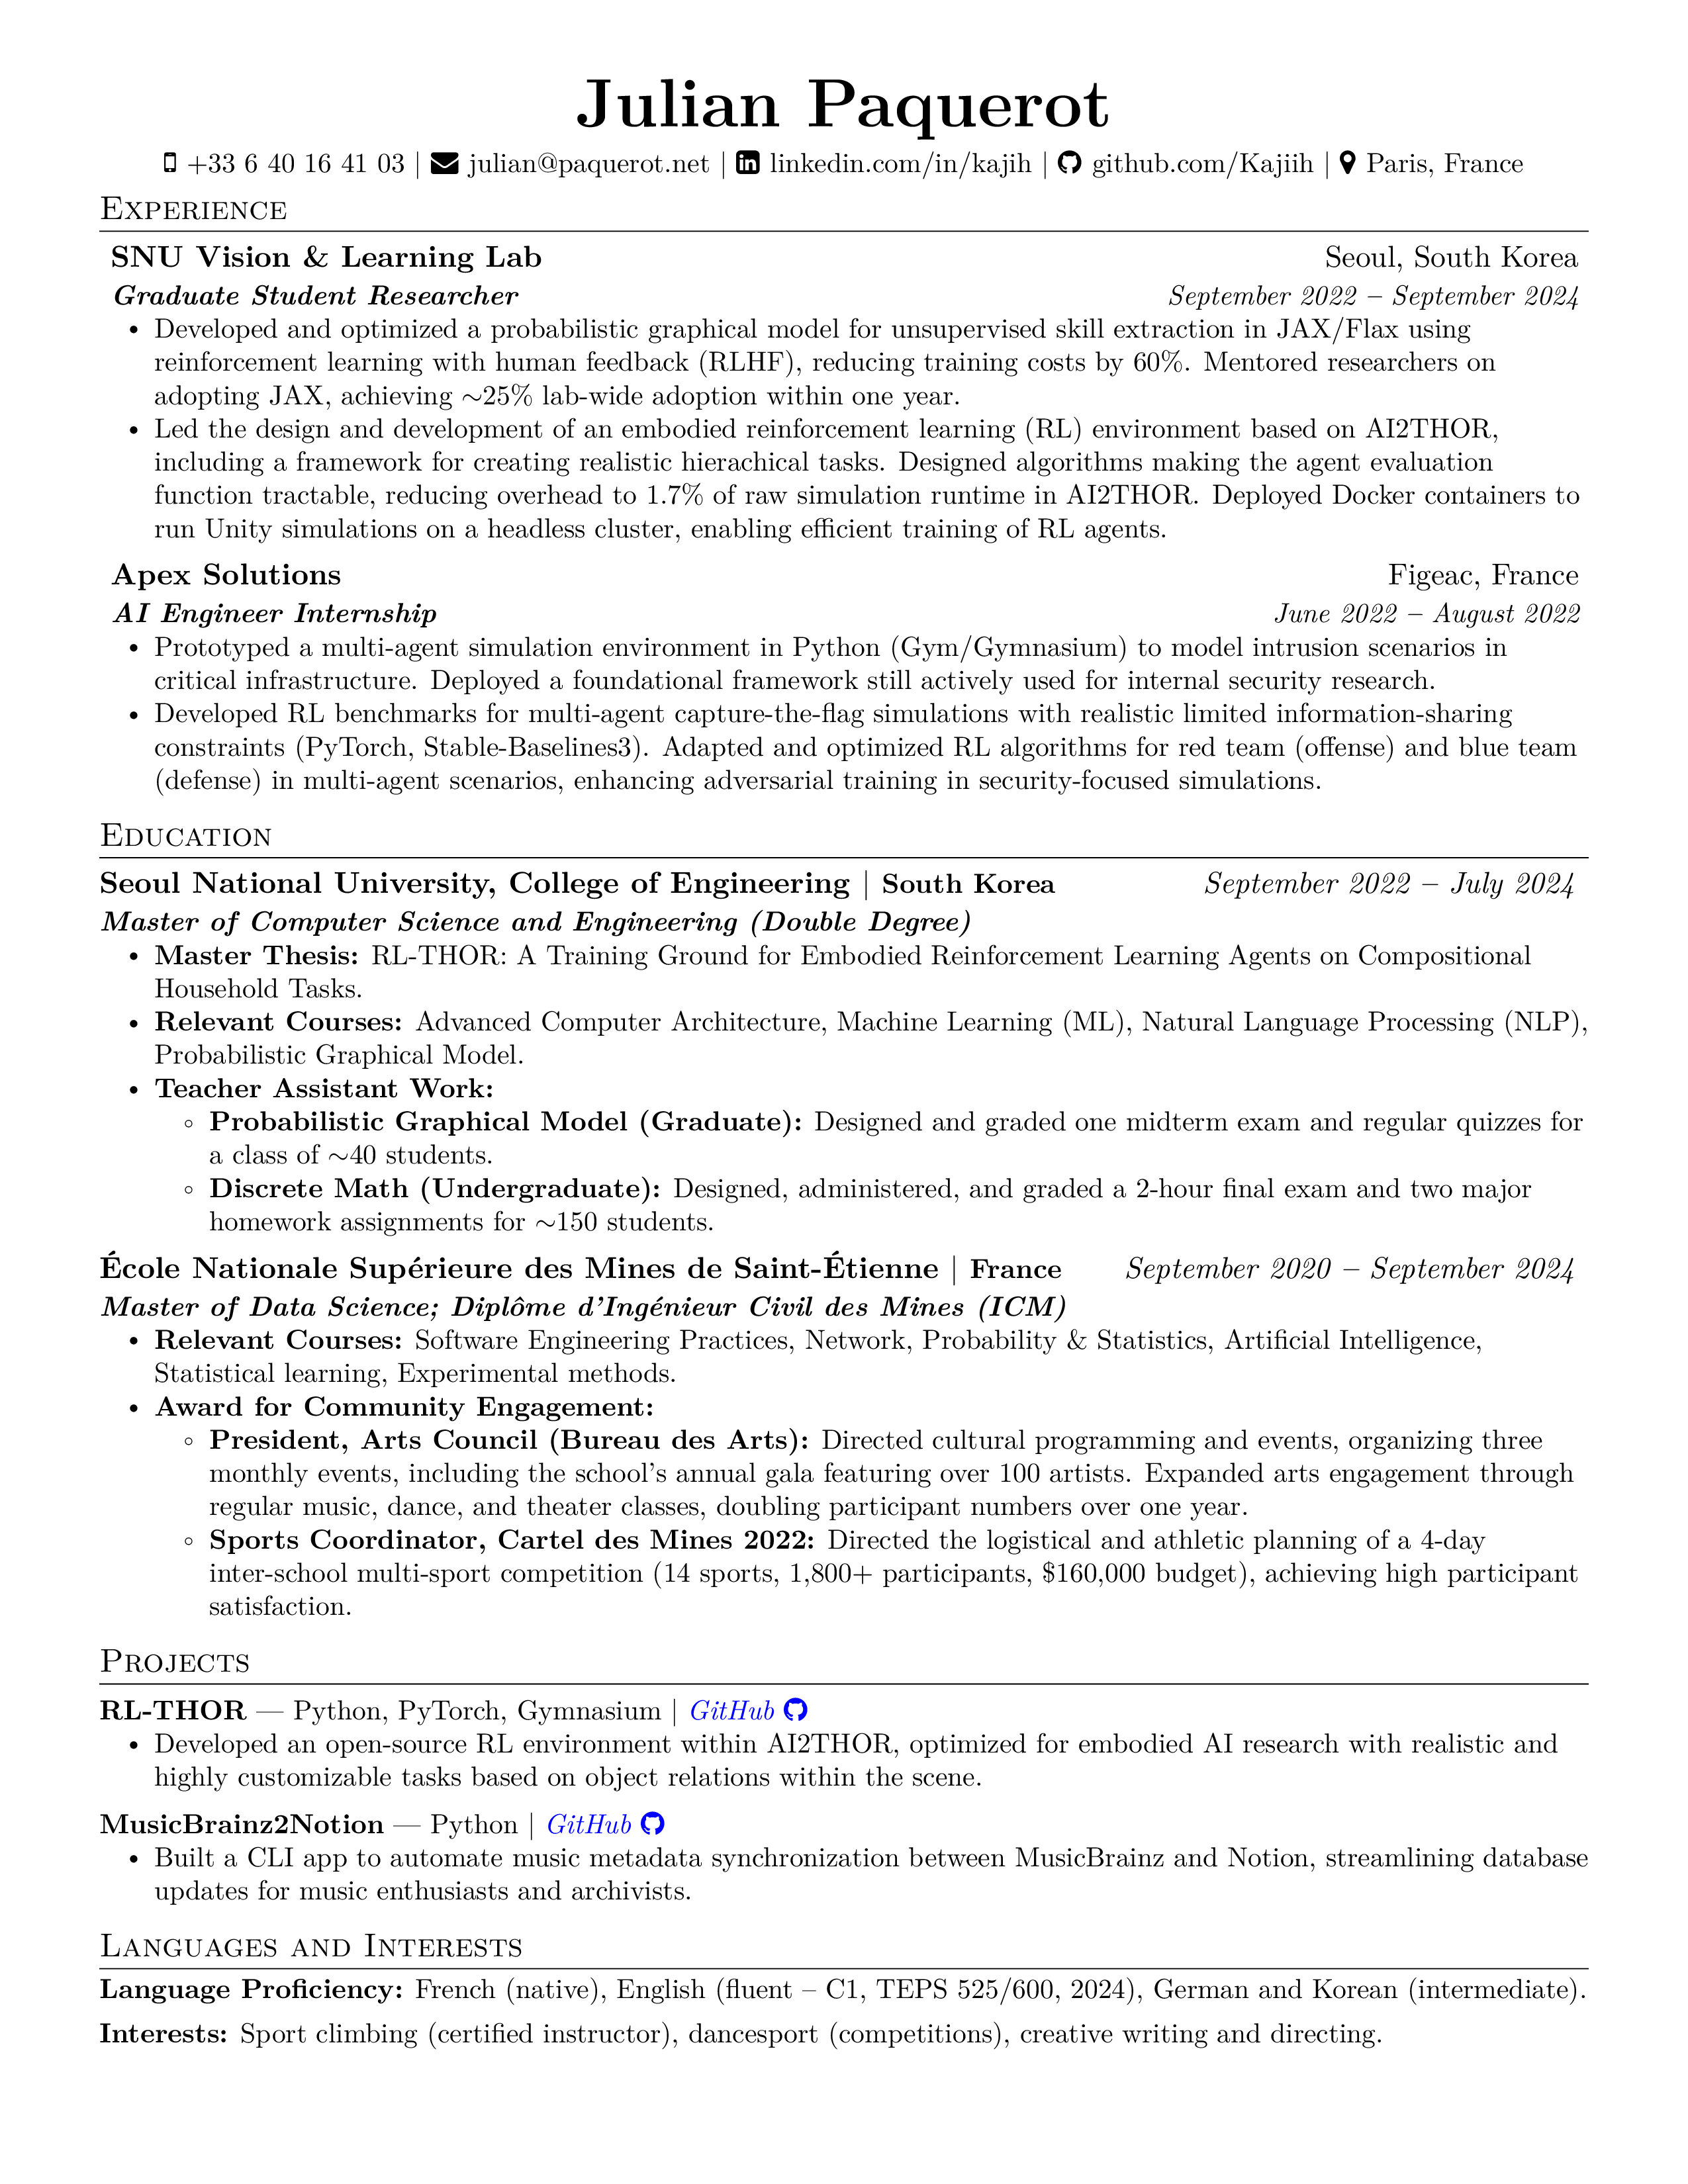 Julian Paquerot
+33 6 40 16 41 03 | julian@paquerot.net | linkedin.com/in/kajih | github.com/Kajiih | Paris, France
Experience
SNU Vision & Learning Lab Seoul, South Korea
Graduate Student Researcher September 2022 – September 2024
• Developed and optimized a probabilistic graphical model for unsupervised skill extraction in JAX/Flax using
reinforcement learning with human feedback (RLHF), reducing training costs by 60%. Mentored researchers on
adopting JAX, achieving ~25% lab-wide adoption within one year.
• Led the design and development of an embodied reinforcement learning (RL) environment based on AI2THOR,
including a framework for creating realistic hierachical tasks. Designed algorithms making the agent evaluation
function tractable, reducing overhead to 1.7% of raw simulation runtime in AI2THOR. Deployed Docker containers to
run Unity simulations on a headless cluster, enabling efficient training of RL agents.
Apex Solutions Figeac, France
AI Engineer Internship June 2022 – August 2022
• Prototyped a multi-agent simulation environment in Python (Gym/Gymnasium) to model intrusion scenarios in
critical infrastructure. Deployed a foundational framework still actively used for internal security research.
• Developed RL benchmarks for multi-agent capture-the-flag simulations with realistic limited information-sharing
constraints (PyTorch, Stable-Baselines3). Adapted and optimized RL algorithms for red team (offense) and blue team
(defense) in multi-agent scenarios, enhancing adversarial training in security-focused simulations.
Education
Seoul National University, College of Engineering | South Korea September 2022 – July 2024
Master of Computer Science and Engineering (Double Degree)
• Master Thesis: RL-THOR: A Training Ground for Embodied Reinforcement Learning Agents on Compositional
Household Tasks.
• Relevant Courses: Advanced Computer Architecture, Machine Learning (ML), Natural Language Processing (NLP),
Probabilistic Graphical Model.
• Teacher Assistant Work:
◦ Probabilistic Graphical Model (Graduate): Designed and graded one midterm exam and regular quizzes for
a class of ~40 students.
◦ Discrete Math (Undergraduate): Designed, administered, and graded a 2-hour final exam and two major
homework assignments for ~150 students.
École Nationale Supérieure des Mines de Saint-Étienne | France September 2020 – September 2024
Master of Data Science; Diplôme d'Ingénieur Civil des Mines (ICM)
• Relevant Courses: Software Engineering Practices, Network, Probability & Statistics, Artificial Intelligence,
Statistical learning, Experimental methods.
• Award for Community Engagement:
◦ President, Arts Council (Bureau des Arts): Directed cultural programming and events, organizing three
monthly events, including the school's annual gala featuring over 100 artists. Expanded arts engagement through
regular music, dance, and theater classes, doubling participant numbers over one year.
◦ Sports Coordinator, Cartel des Mines 2022: Directed the logistical and athletic planning of a 4-day
inter-school multi-sport competition (14 sports, 1,800+ participants, $160,000 budget), achieving high participant
satisfaction.
Projects
RL-THOR — Python, PyTorch, Gymnasium | GitHub
• Developed an open-source RL environment within AI2THOR, optimized for embodied AI research with realistic and
highly customizable tasks based on object relations within the scene.
MusicBrainz2Notion — Python | GitHub
• Built a CLI app to automate music metadata synchronization between MusicBrainz and Notion, streamlining database
updates for music enthusiasts and archivists.
Languages and Interests
Language Proficiency: French (native), English (fluent – C1, TEPS 525/600, 2024), German and Korean (intermediate).
Interests: Sport climbing (certified instructor), dancesport (competitions), creative writing and directing.